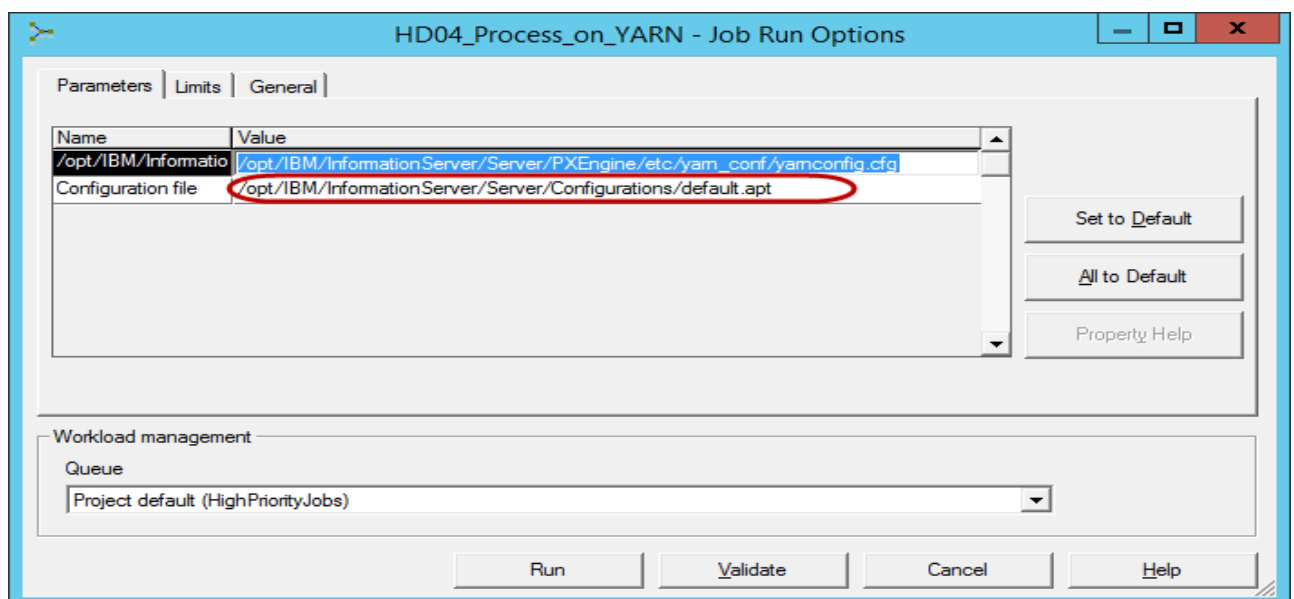 HD04_Process_on_YARN - Job Run Options
Parameters Limits General
Name Value
/opt/IBM/Informatio /opt/IBM/InformationServer/Server/PXEngine/etc/yarn_conf/yarnconfig.cfg
Configuration file /opt/IBM/InformationServer/Server/Configurations/default.apt
Set to Default
All to Default
Property Help
Workload management
Queue
Project default (HighPriorityJobs)
Run Validate Cancel Help